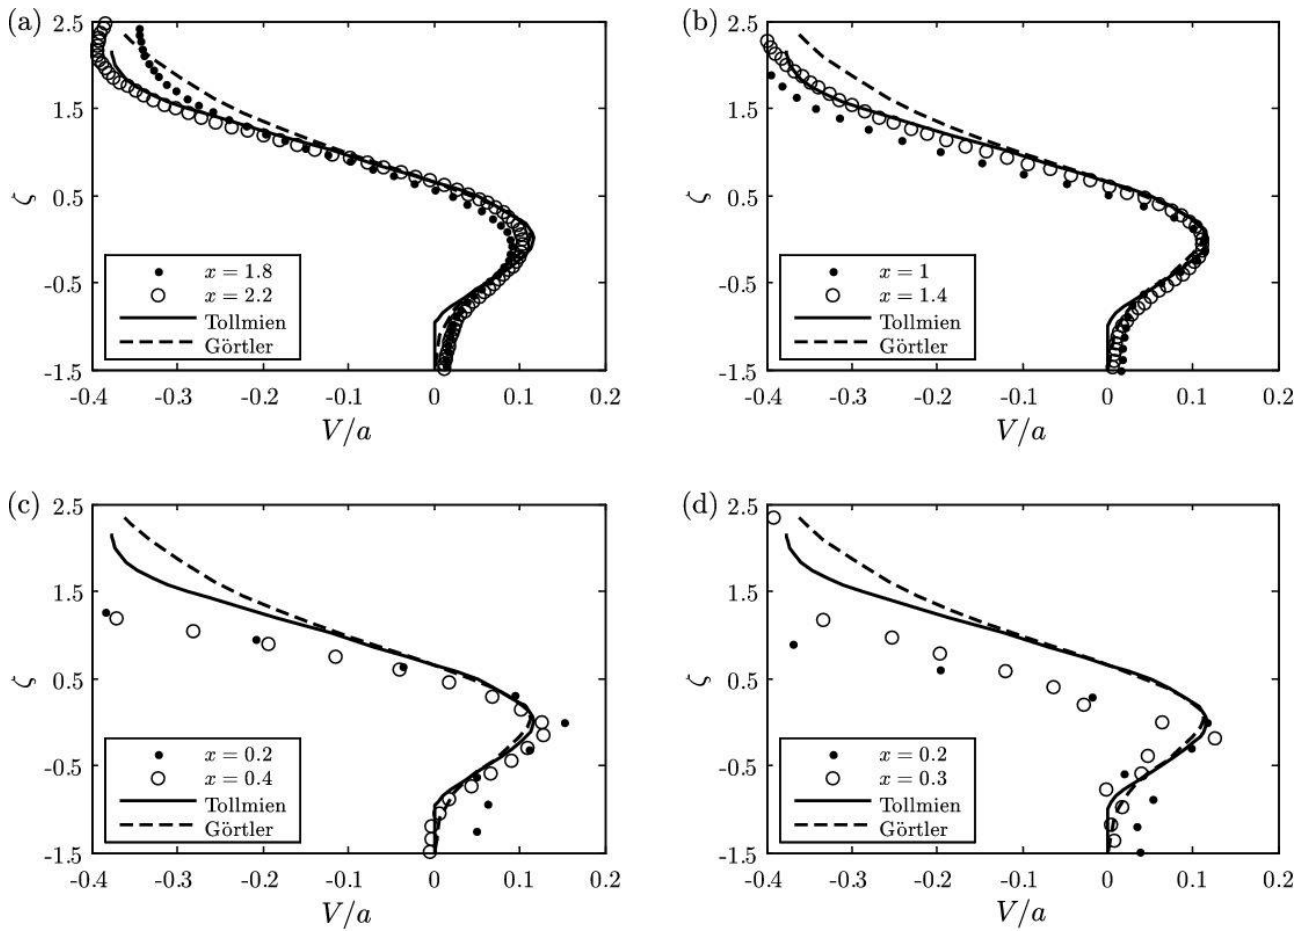 (a)
2.5
1.5
0.5
-0.5
-1.5
ζ
x = 1.8
x = 2.2
Tollmien
Görtler
-0.4 -0.3 -0.2 -0.1 0 0.1 0.2
V/a
(b)
2.5
1.5
0.5
-0.5
-1.5
ζ
x = 1
x = 1.4
Tollmien
Görtler
-0.4 -0.3 -0.2 -0.1 0 0.1 0.2
V/a
(c)
2.5
1.5
0.5
-0.5
-1.5
ζ
x = 0.2
x = 0.4
Tollmien
Görtler
-0.4 -0.3 -0.2 -0.1 0 0.1 0.2
V/a
(d)
2.5
1.5
0.5
-0.5
-1.5
ζ
x = 0.2
x = 0.3
Tollmien
Görtler
-0.4 -0.3 -0.2 -0.1 0 0.1 0.2
V/a